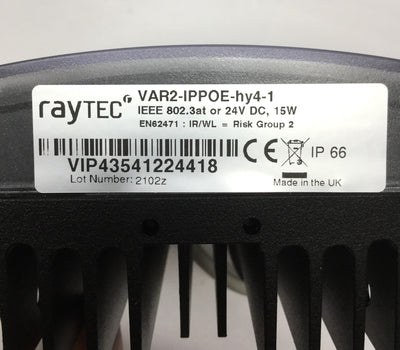 rayTEC VAR2-IPPOE-hy4-1
IEEE 802.3at or 24V DC, 15W
EN62471 : IR/WL = Risk Group 2
VIP43541224418
Lot Number: 2102z
CE IP 66
Made in the UK